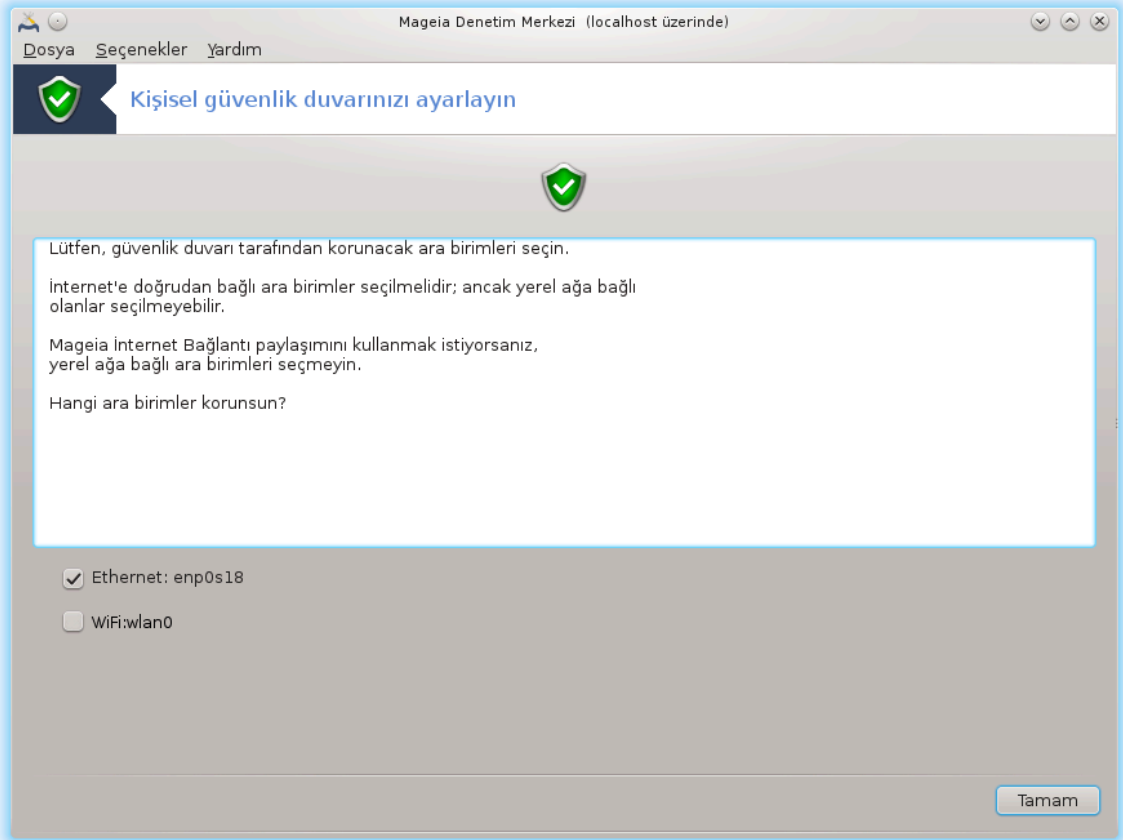 Mageia Denetim Merkezi (localhost üzerinde)
Dosya Seçenekler Yardım
Kişisel güvenlik duvarınızı ayarlayın
Lütfen, güvenlik duvarı tarafından korunacak ara birimleri seçin.
İnternet'e doğrudan bağlı ara birimler seçilmelidir; ancak yerel ağa bağlı
olanlar seçilmeyebilir.
Mageia İnternet Bağlantı paylaşımını kullanmak istiyorsanız,
yerel ağa bağlı ara birimleri seçmeyin.
Hangi ara birimler korunsun?
Ethernet: enp0s18
WiFi:wlan0
Tamam